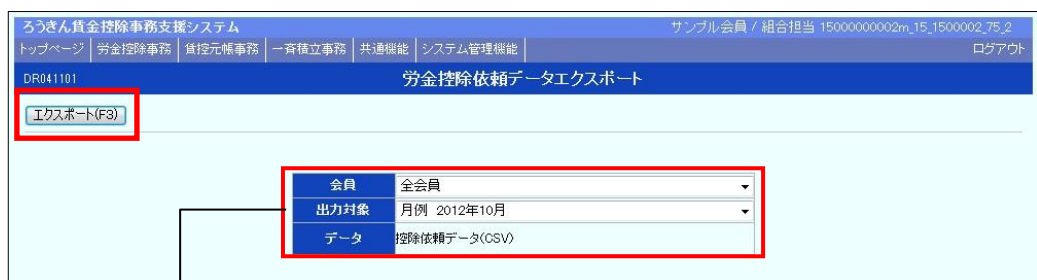 ろうきん賃金控除事務支援システム サンプル会員 / 組合担当 15000000002m_15_1500002_75_2
トップページ 労金控除事務 賃控元帳事務 一斉積立事務 共通機能 システム管理機能 ログアウト
DR041101 労金控除依頼データエクスポート
エクスポート(F3)
会員 全会員
出力対象 月例 2012年10月
データ 控除依頼データ(CSV)